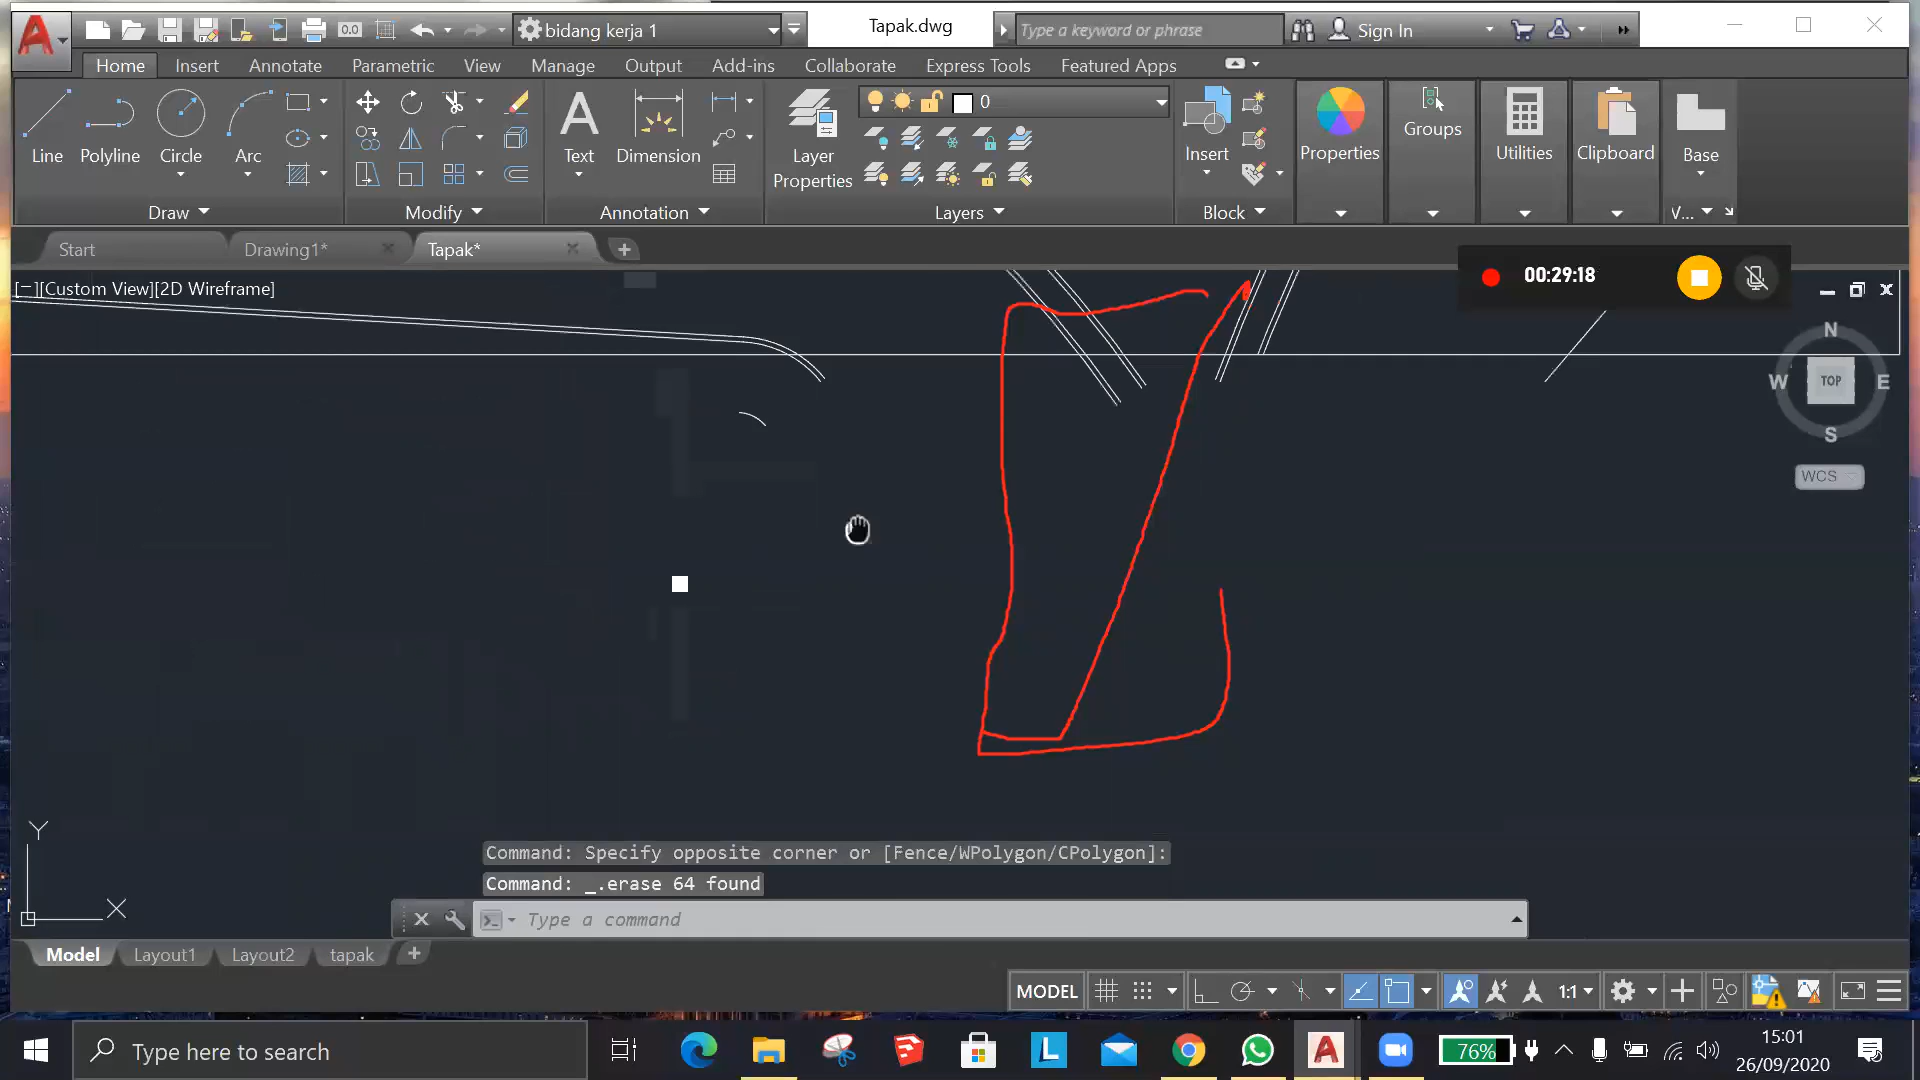 bidang kerja 1
Tapak.dwg
Type a keyword or phrase
Sign In
Home Insert Annotate Parametric View Manage Output Add-ins Collaborate Express Tools Featured Apps
0
Line Polyline Circle Arc
Text Dimension
Layer Properties
Insert
Properties
Groups
Utilities
Clipboard
Base
Draw
Modify
Annotation
Layers
Block
V...
Start Drawing1* Tapak*
00:29:18
[−][Custom View][2D Wireframe]
N
W TOP E
S
WCS
Y
X
Command: Specify opposite corner or [Fence/WPolygon/CPolygon]:
Command: _.erase 64 found
Type a command
Model Layout1 Layout2 tapak
MODEL
1:1
Type here to search
76%
15:01
26/09/2020